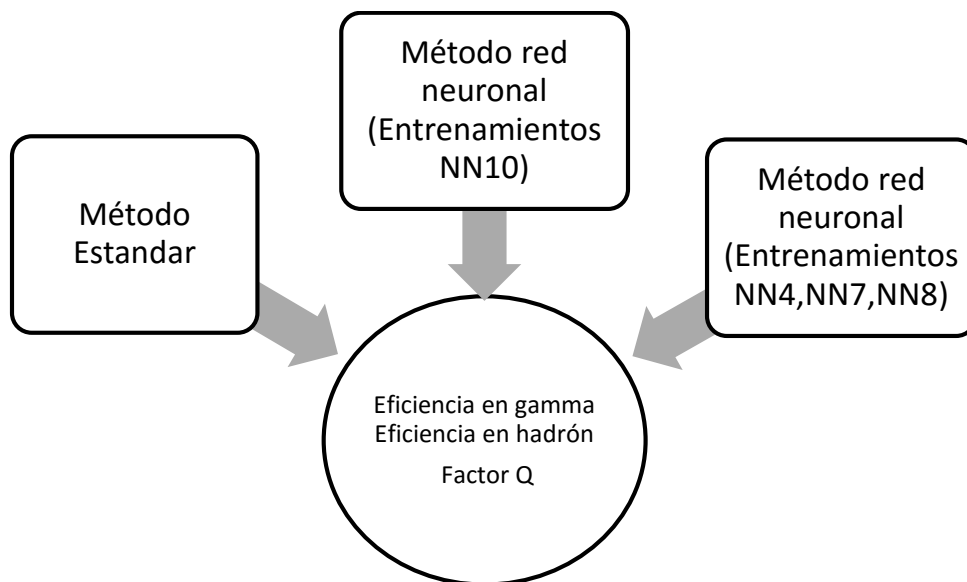 Método
Estandar
Método red
neuronal
(Entrenamientos
NN10)
Método red
neuronal
(Entrenamientos
NN4,NN7,NN8)
Eficiencia en gamma
Eficiencia en hadrón
Factor Q